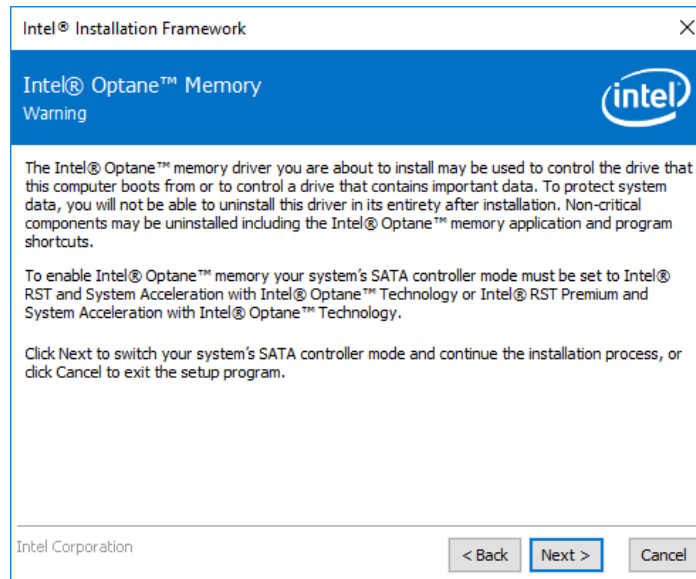 Intel® Installation Framework
Intel® Optane™ Memory
Warning
intel
The Intel® Optane™ memory driver you are about to install may be used to control the drive that
this computer boots from or to control a drive that contains important data. To protect system
data, you will not be able to uninstall this driver in its entirety after installation. Non-critical
components may be uninstalled including the Intel® Optane™ memory application and program
shortcuts.
To enable Intel® Optane™ memory your system's SATA controller mode must be set to Intel®
RST and System Acceleration with Intel® Optane™ Technology or Intel® RST Premium and
System Acceleration with Intel® Optane™ Technology.
Click Next to switch your system's SATA controller mode and continue the installation process, or
click Cancel to exit the setup program.
Intel Corporation
< Back Next > Cancel